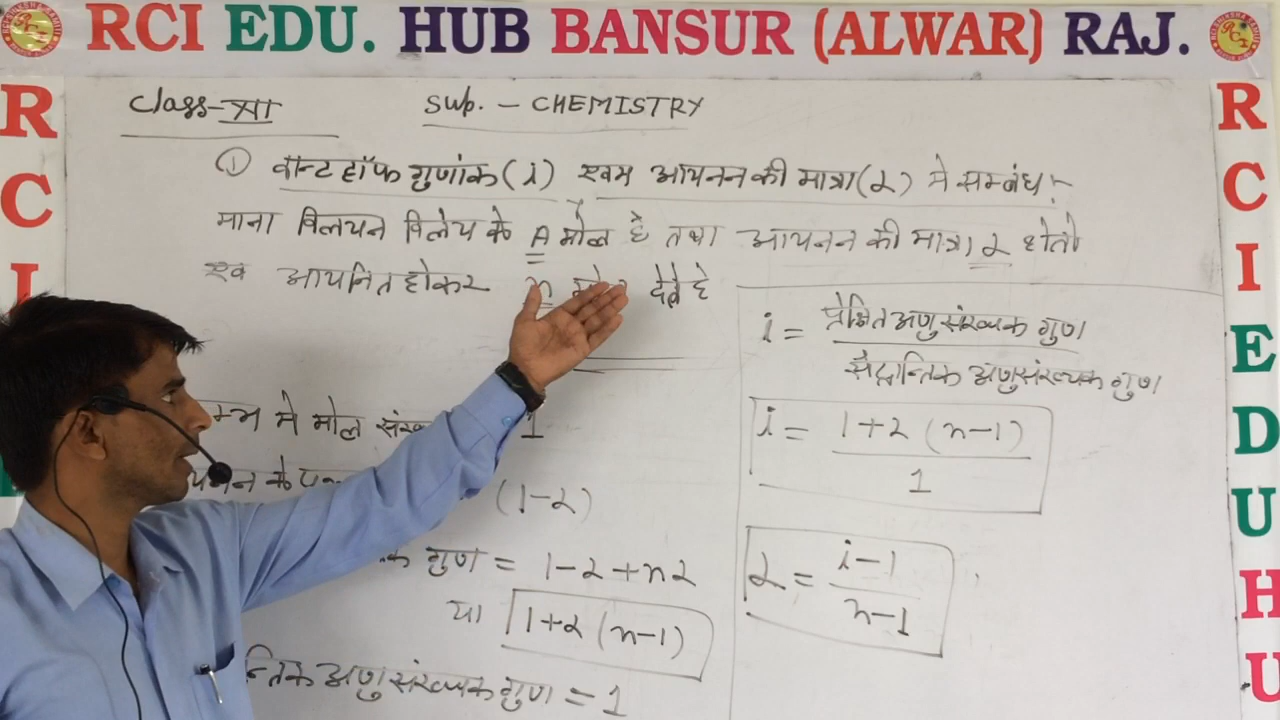 RCI EDU. HUB BANSUR (ALWAR) RAJ.
R
C
I
R
C
I
E
D
U
H
U
Class-XII Sub. - CHEMISTRY
① वॉन्ट हॉफ गुणांक (i) एवम आयनन की मात्रा (α) मे सम्बंध :-
माना विलयन विलेय के A मोल है तथा आयनन की मात्रा α हो तो
आयनित होकर n देते हे
मे मोल 1
(1-α)
गुण = 1-α+nα
या 1+α(n-1)
न्तिक अणुसंख्यक गुण = 1
i = प्रेक्षित अणुसंख्यक गुण
सैद्धान्तिक अणुसंख्यक गुण
i = 1+α (n-1)
1
α = i-1
n-1